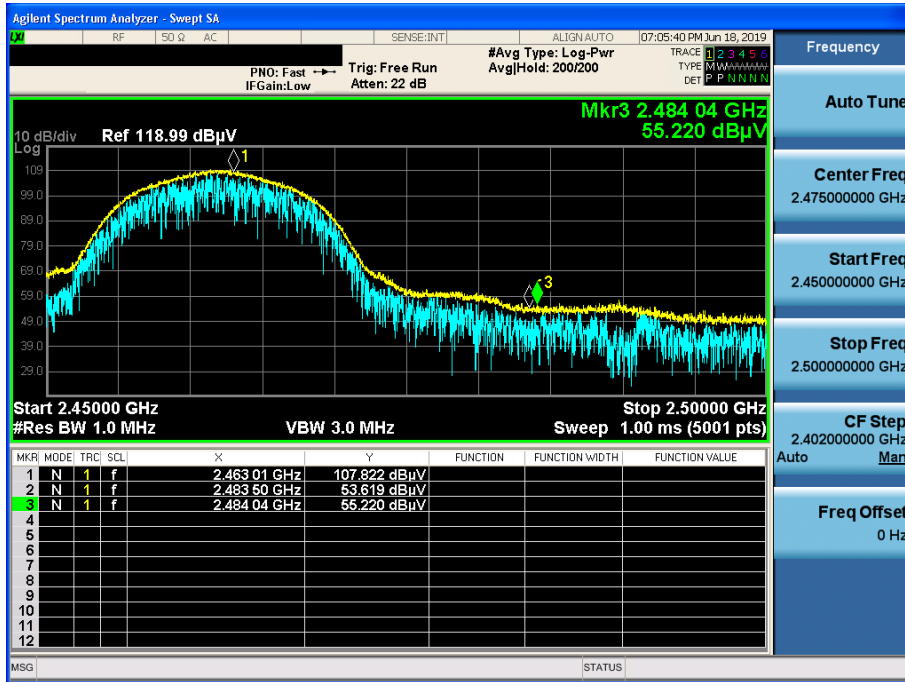 Agilent Spectrum Analyzer - Swept SA
LXI RF 50 Ω AC SENSE:INT ALIGN AUTO 07:05:40 PM Jun 18, 2019
PNO: Fast
IFGain:Low
Trig: Free Run
Atten: 22 dB
#Avg Type: Log-Pwr
Avg|Hold: 200/200
TRACE 1 2 3 4 5 6
TYPE M WWWWW
DET P P N N N N
Mkr3 2.484 04 GHz
55.220 dBµV
10 dB/div Ref 118.99 dBµV
Log
109
99.0
89.0
79.0
69.0
59.0
49.0
39.0
29.0
1
3
Start 2.45000 GHz Stop 2.50000 GHz
#Res BW 1.0 MHz VBW 3.0 MHz Sweep 1.00 ms (5001 pts)
MKR MODE TRC SCL X Y FUNCTION FUNCTION WIDTH FUNCTION VALUE
1 N 1 f 2.463 01 GHz 107.822 dBµV
2 N 1 f 2.483 50 GHz 53.619 dBµV
3 N 1 f 2.484 04 GHz 55.220 dBµV
4
5
6
7
8
9
10
11
12
MSG STATUS
Frequency
Auto Tune
Center Freq
2.475000000 GHz
Start Freq
2.450000000 GHz
Stop Freq
2.500000000 GHz
CF Step
2.402000000 GHz
Auto Man
Freq Offset
0 Hz